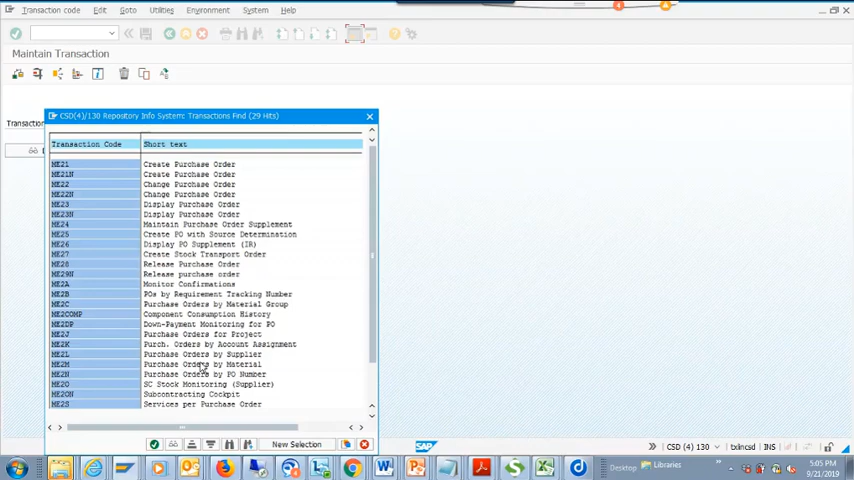 Transaction code Edit Goto Utilities Environment System Help
Maintain Transaction
CSD(4)/130 Repository Info System: Transactions Find (29 Hits)
Transaction Code Short text
Transaction
ME21 Create Purchase Order
ME21N Create Purchase Order
ME22 Change Purchase Order
ME22N Change Purchase Order
ME23 Display Purchase Order
ME23N Display Purchase Order
ME24 Maintain Purchase Order Supplement
ME25 Create PO with Source Determination
ME26 Display PO Supplement (IR)
ME27 Create Stock Transport Order
ME28 Release Purchase Order
ME29N Release purchase order
ME2A Monitor Confirmations
ME2B POs by Requirement Tracking Number
ME2C Purchase Orders by Material Group
ME2COMP Component Consumption History
ME2DP Down-Payment Monitoring for PO
ME2J Purchase Orders for Project
ME2K Purch. Orders by Account Assignment
ME2L Purchase Orders by Supplier
ME2M Purchase Orders by Material
ME2N Purchase Orders by PO Number
ME2O SC Stock Monitoring (Supplier)
ME2ON Subcontracting Cockpit
ME2S Services per Purchase Order
New Selection
SAP
CSD (4) 130 txlncsd INS
Desktop Libraries
5:05 PM
9/21/2019